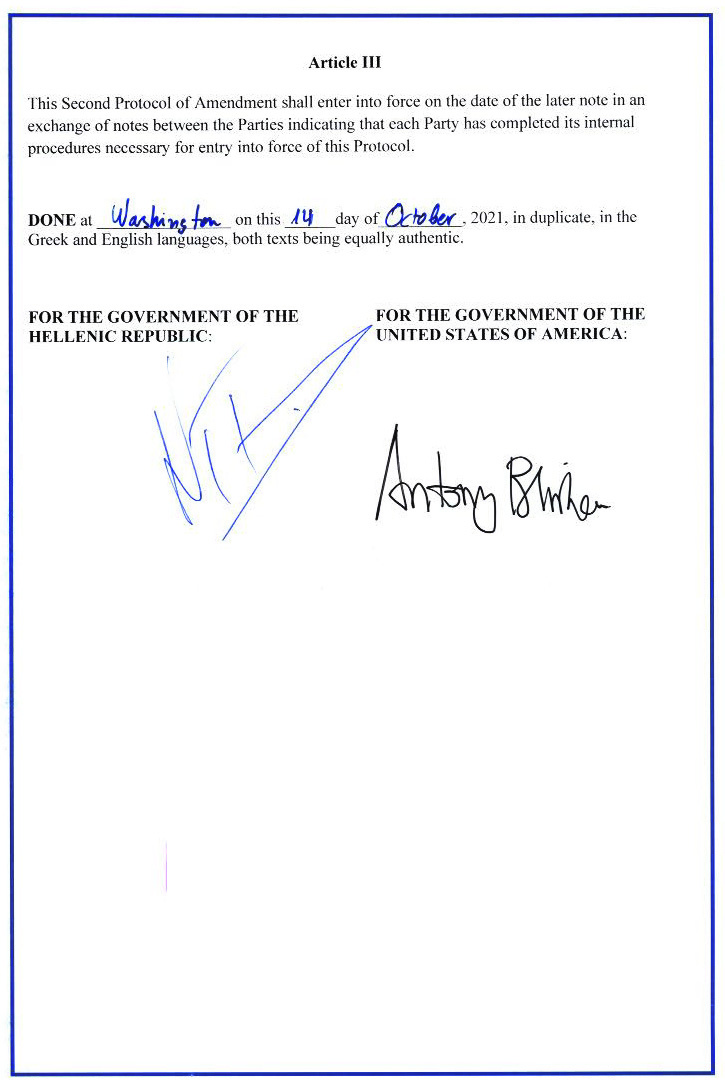 Article III
This Second Protocol of Amendment shall enter into force on the date of the later note in an
exchange of notes between the Parties indicating that each Party has completed its internal
procedures necessary for entry into force of this Protocol.
DONE at Washington on this 14 day of October, 2021, in duplicate, in the
Greek and English languages, both texts being equally authentic.
FOR THE GOVERNMENT OF THE
HELLENIC REPUBLIC:
FOR THE GOVERNMENT OF THE
UNITED STATES OF AMERICA:
Antony Blinken